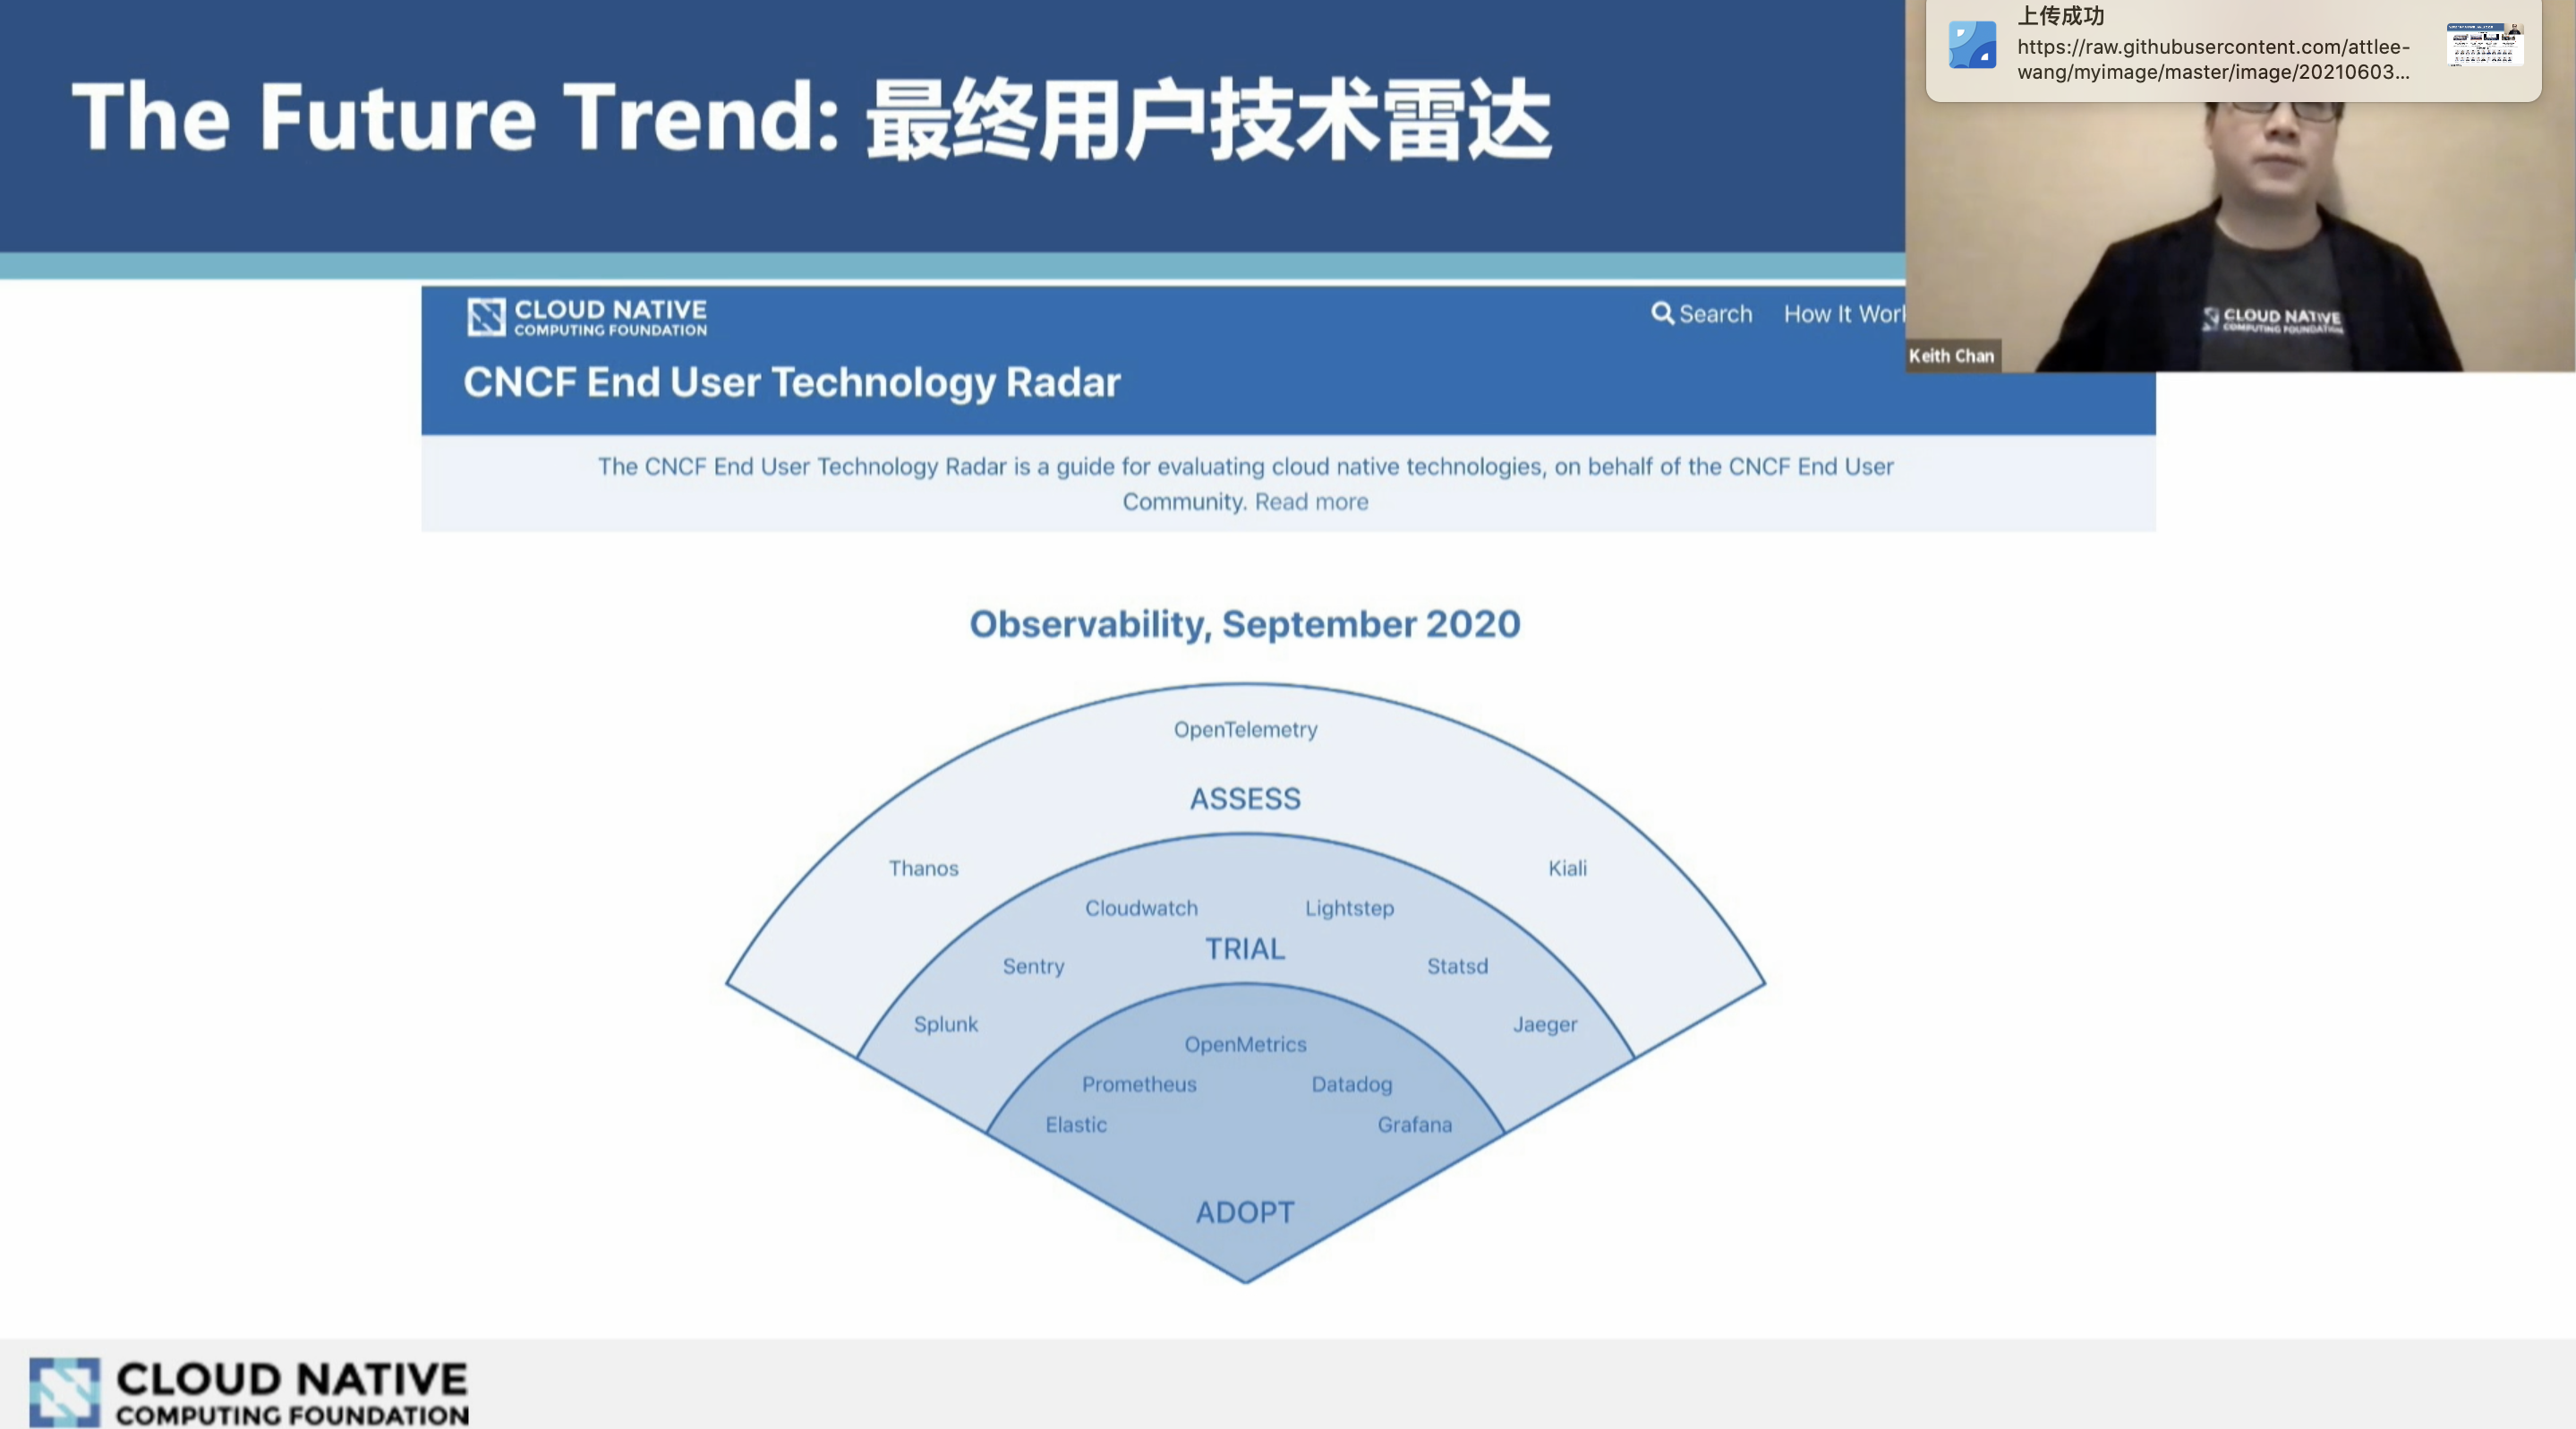 The Future Trend: 最终用户技术雷达
上传成功
https://raw.githubusercontent.com/attlee-
wang/myimage/master/image/20210603...
CLOUD NATIVE
COMPUTING FOUNDATION
Keith Chan
CLOUD NATIVE
COMPUTING FOUNDATION
Search
How It Work
CNCF End User Technology Radar
The CNCF End User Technology Radar is a guide for evaluating cloud native technologies, on behalf of the CNCF End User
Community. Read more
Observability, September 2020
OpenTelemetry
ASSESS
Thanos
Kiali
Cloudwatch
Lightstep
TRIAL
Sentry
Statsd
Splunk
Jaeger
OpenMetrics
Prometheus
Datadog
Elastic
Grafana
ADOPT
CLOUD NATIVE
COMPUTING FOUNDATION